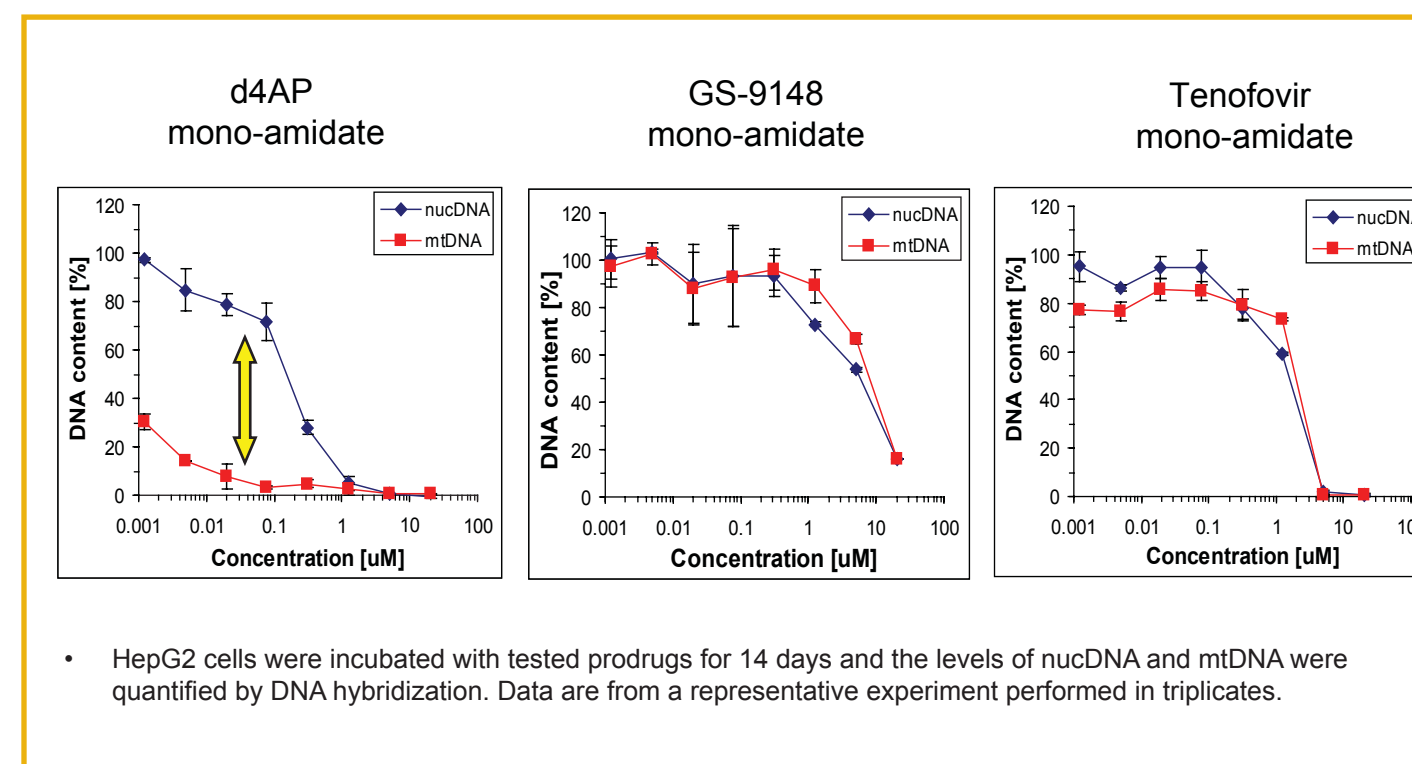 d4AP
mono-amidate
GS-9148
mono-amidate
Tenofovir
mono-amidate
DNA content [%]
120
100
80
60
40
20
0
0.001 0.01 0.1 1 10 100
Concentration [uM]
nucDNA
mtDNA
DNA content [%]
120
100
80
60
40
20
0
0.001 0.01 0.1 1 10 100
Concentration [uM]
nucDNA
mtDNA
DNA content [%]
120
100
80
60
40
20
0
0.001 0.01 0.1 1 10
Concentration [uM]
mtDNA
• HepG2 cells were incubated with tested prodrugs for 14 days and the levels of nucDNA and mtDNA were
quantified by DNA hybridization. Data are from a representative experiment performed in triplicates.